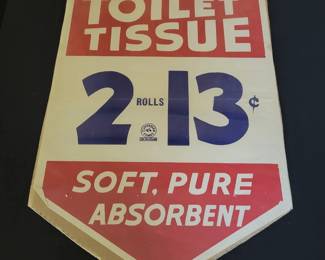 TOILET
TISSUE
2 ROLLS 13¢
SOFT, PURE
ABSORBENT